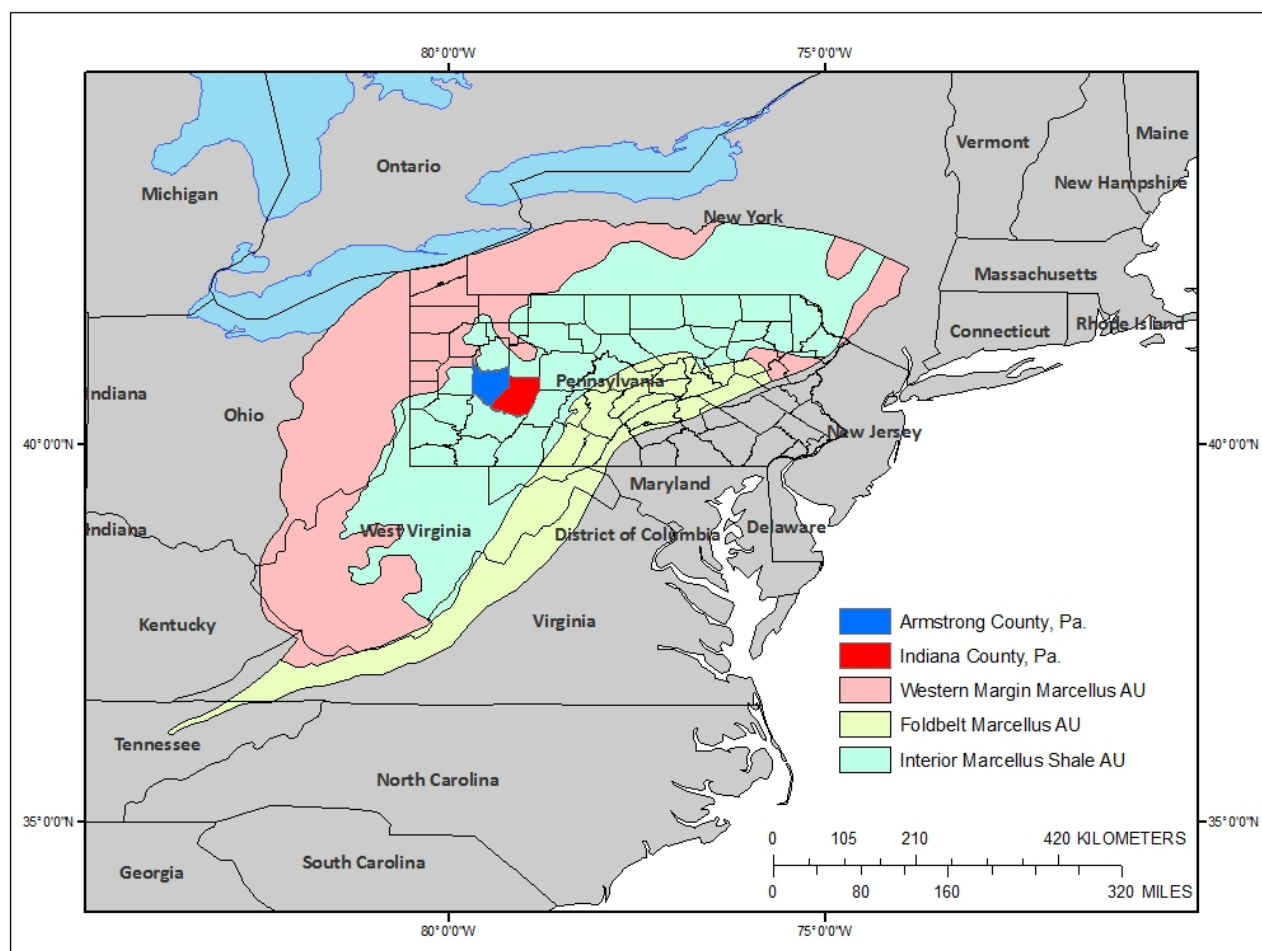 80°0'0"W 75°0'0"W
Maine
Vermont
Ontario
New Hampshire
Michigan
New York
Massachusetts
Connecticut
Rhode Island
Pennsylvania
Indiana
Ohio
New Jersey
40°0'0"N 40°0'0"N
Maryland
Indiana
West Virginia
District of Columbia
Delaware
Kentucky
Virginia
Armstrong County, Pa.
Indiana County, Pa.
Western Margin Marcellus AU
Foldbelt Marcellus AU
Interior Marcellus Shale AU
Tennessee
North Carolina
35°0'0"N 35°0'0"N
0 105 210 420 KILOMETERS
South Carolina
Georgia
0 80 160 320 MILES
80°0'0"W 75°0'0"W